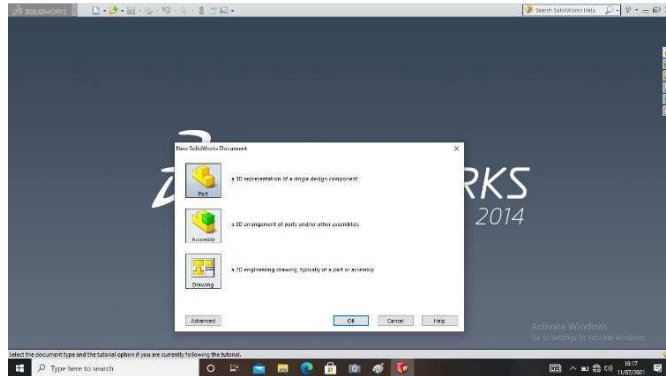 SOLIDWORKS
Search SolidWorks Help
New SolidWorks Document
Part
a 3D representation of a single design component
Assembly
a 3D arrangement of parts and/or other assemblies
Drawing
a 2D engineering drawing, typically of a part or assembly
Advanced
OK
Cancel
Help
RKS
2014
Activate Windows
Go to Settings to activate Windows.
Select the document type and the tutorial option if you are currently following the tutorial.
Type here to search
16:17
11/07/2021